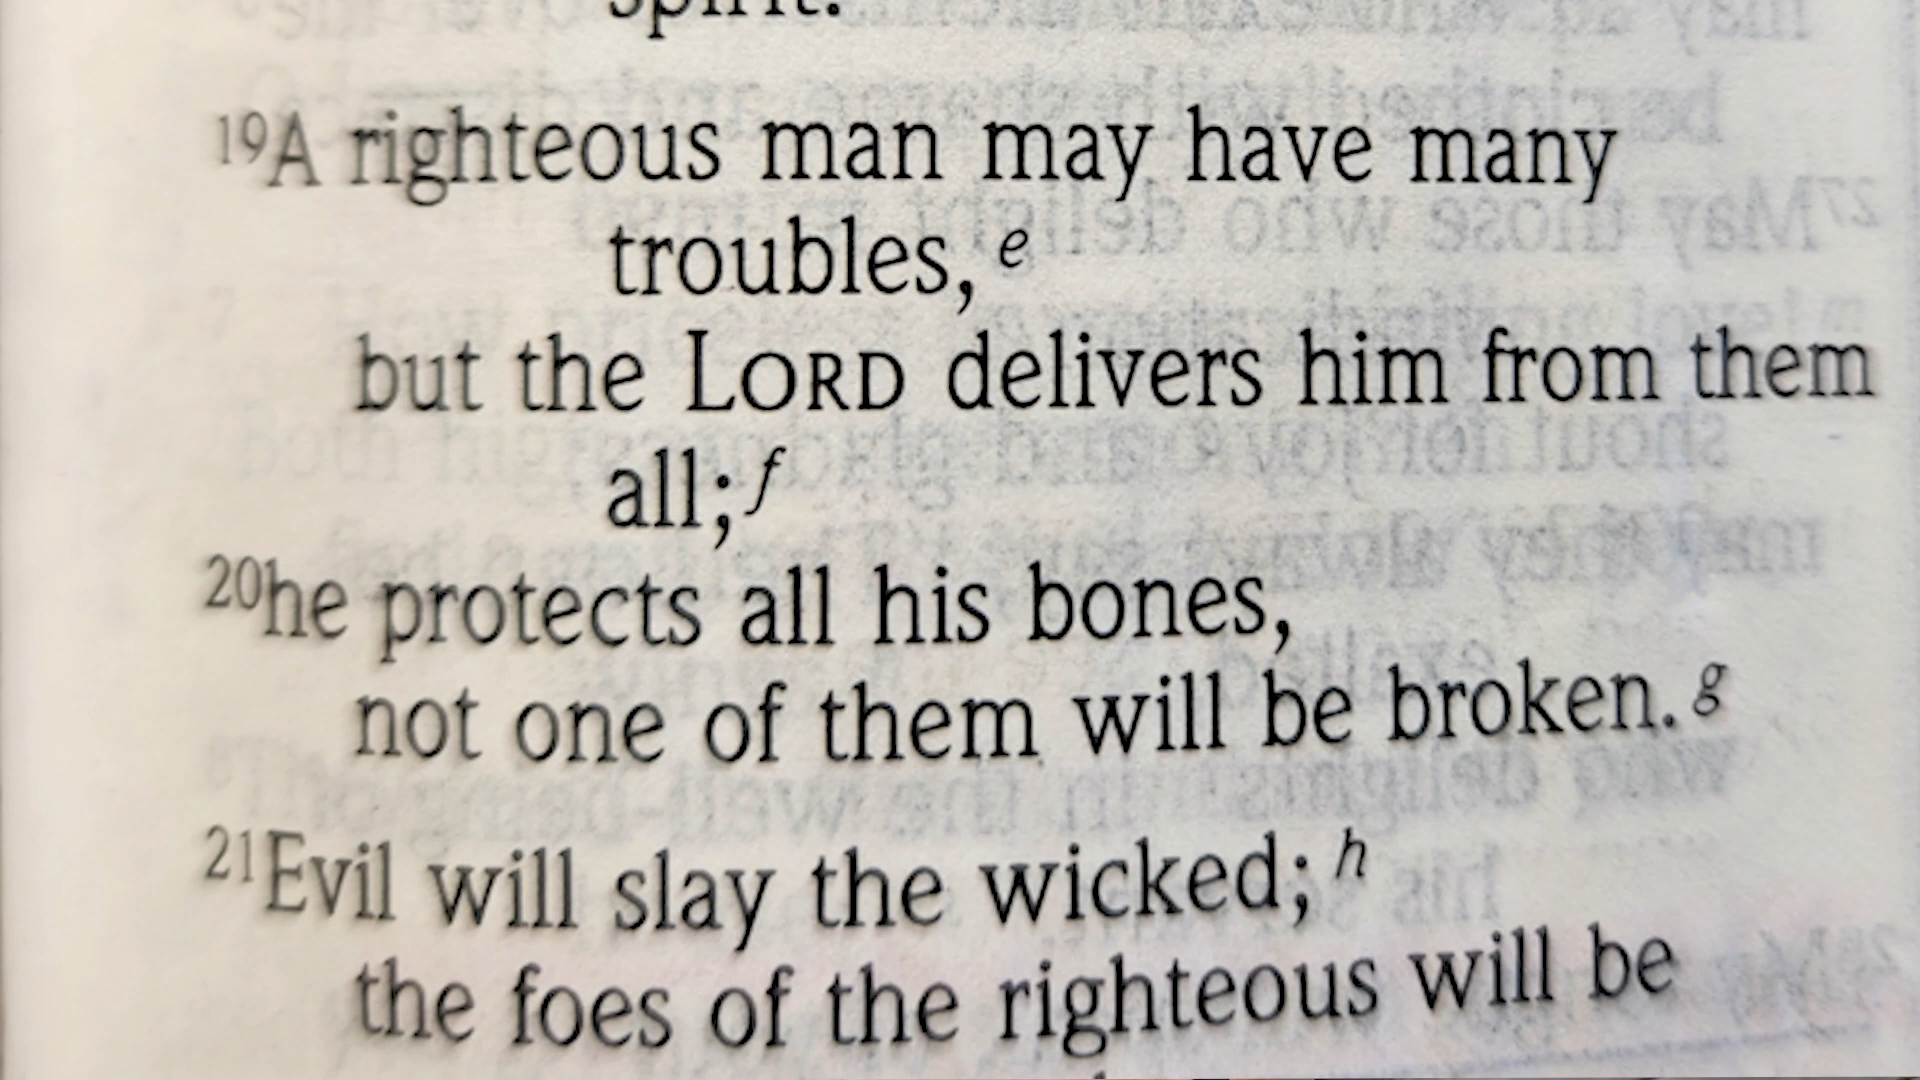 spirit.
19A righteous man may have many
troubles, e
but the LORD delivers him from them
all; f
20he protects all his bones,
not one of them will be broken. g
21Evil will slay the wicked; h
the foes of the righteous will be